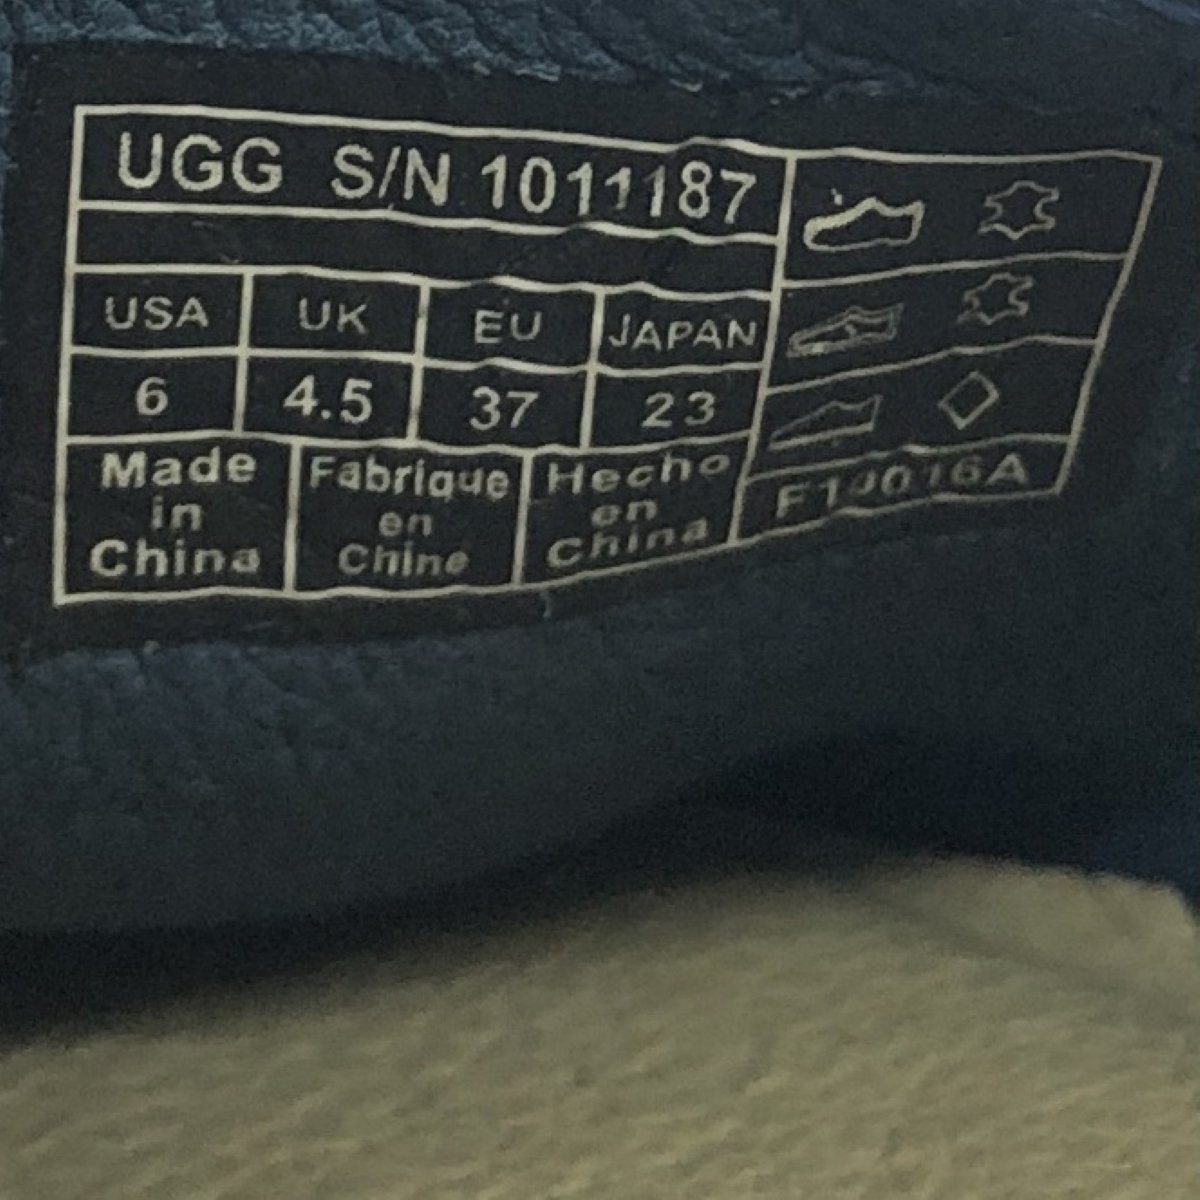 UGG S/N 1011187
USA UK EU JAPAN
6 4.5 37 23
Made
in
China
Fabrique
en
Chine
Hecho
en
China